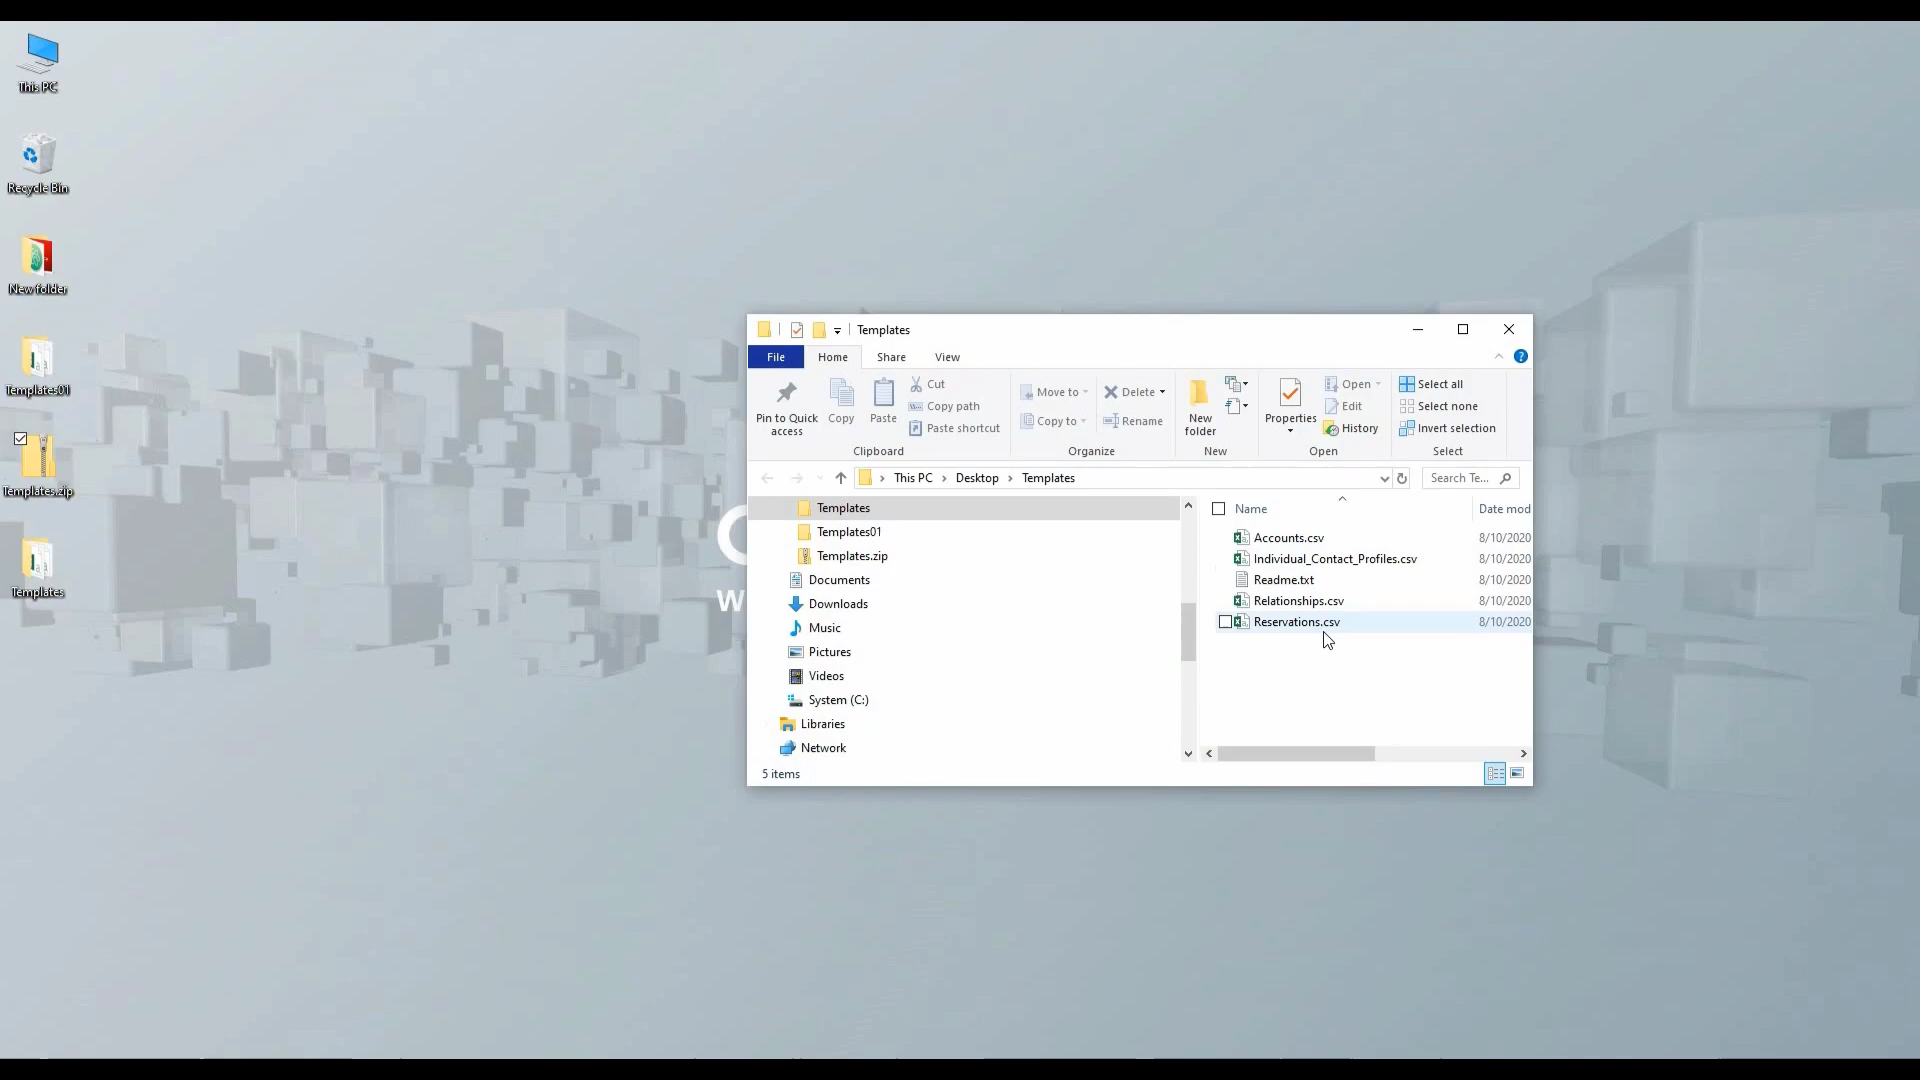 This PC
Recycle Bin
New folder
Templates01
Templates.zip
Templates
Templates
File
Home
Share
View
Pin to Quick access
Copy
Paste
Cut
Copy path
Paste shortcut
Clipboard
Move to
Copy to
Delete
Rename
Organize
New folder
New
Properties
Open
Edit
History
Open
Select all
Select none
Invert selection
Select
This PC
Desktop
Templates
Search Te...
Templates
Templates01
Templates.zip
Documents
Downloads
Music
Pictures
Videos
System (C:)
Libraries
Network
Name
Date mod
Accounts.csv 8/10/2020
Individual_Contact_Profiles.csv 8/10/2020
Readme.txt 8/10/2020
Relationships.csv 8/10/2020
Reservations.csv 8/10/2020
5 items